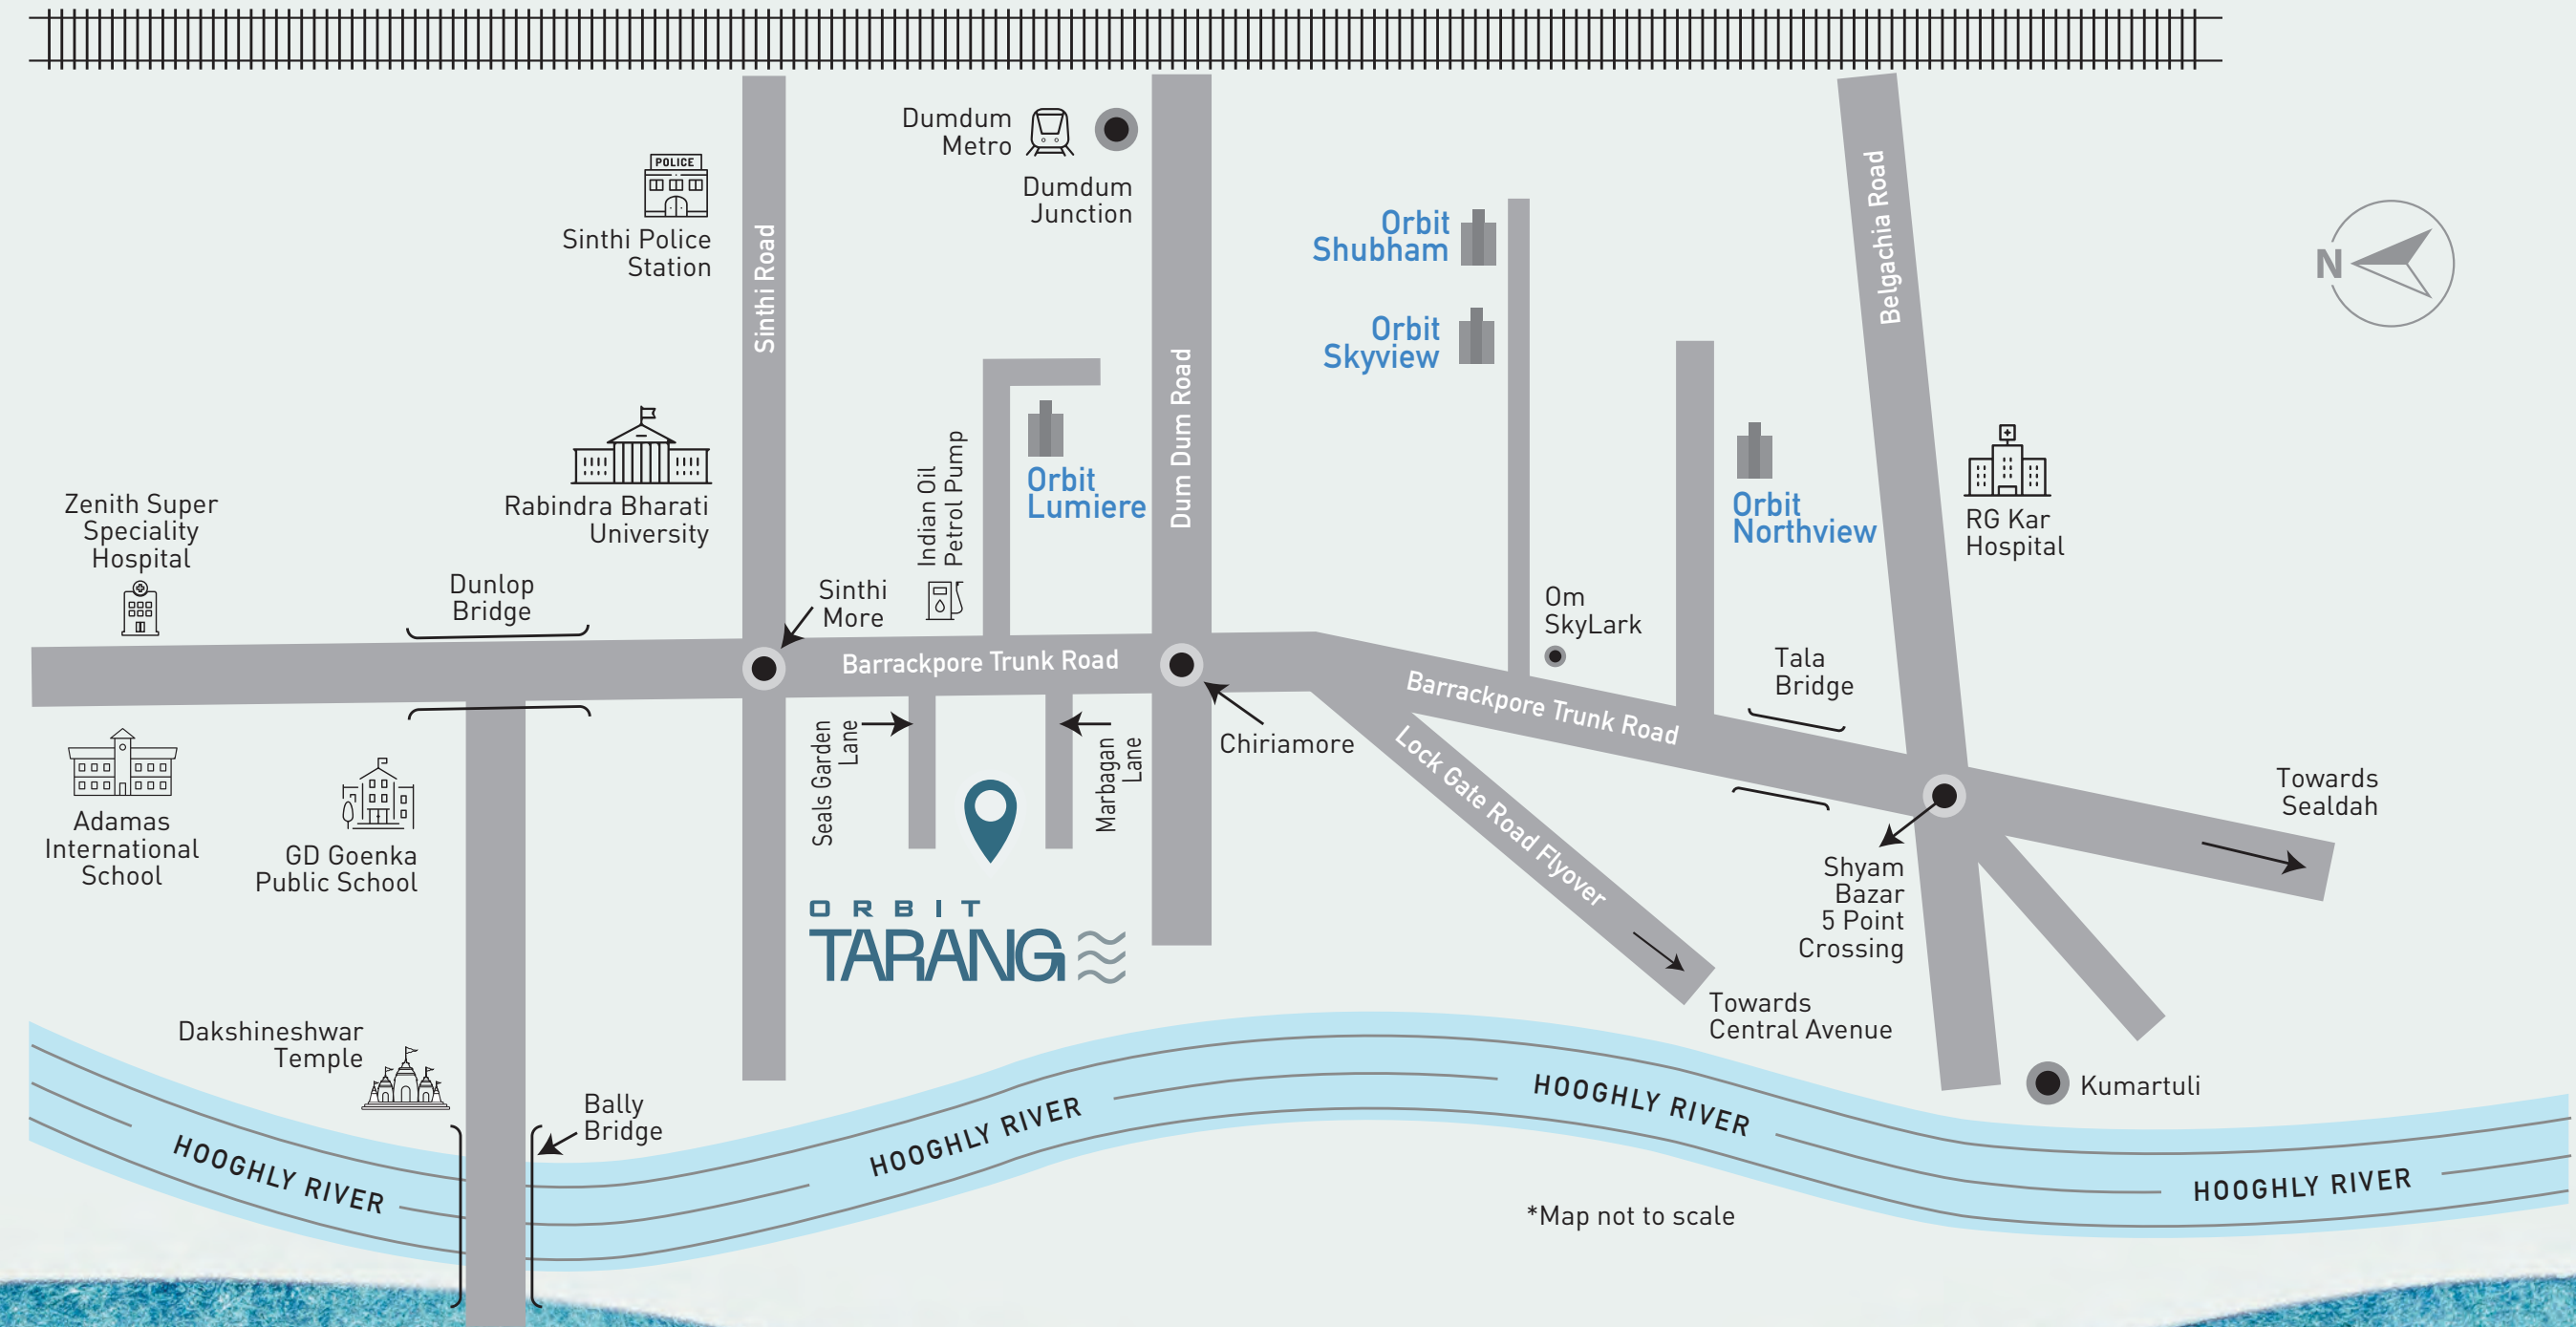 Dumdum
Metro
Dumdum
Junction
POLICE
Sinthi Police
Station
Sinthi Road
Dum Dum Road
Orbit
Shubham
Orbit
Skyview
Belgachia Road
N
Zenith Super
Speciality
Hospital
Rabindra Bharati
University
Indian Oil
Petrol Pump
Orbit
Lumiere
Orbit
Northview
RG Kar
Hospital
Dunlop
Bridge
Sinthi
More
Om
SkyLark
Tala
Bridge
Barrackpore Trunk Road
Barrackpore Trunk Road
Seals Garden
Lane
Marbagan
Lane
Chiriamore
Lock Gate Road Flyover
Towards
Sealdah
Adamas
International
School
GD Goenka
Public School
Shyam
Bazar
5 Point
Crossing
ORBIT
TARANG
Towards
Central Avenue
Dakshineshwar
Temple
Bally
Bridge
Kumartuli
HOOGHLY RIVER
HOOGHLY RIVER
HOOGHLY RIVER
HOOGHLY RIVER
*Map not to scale